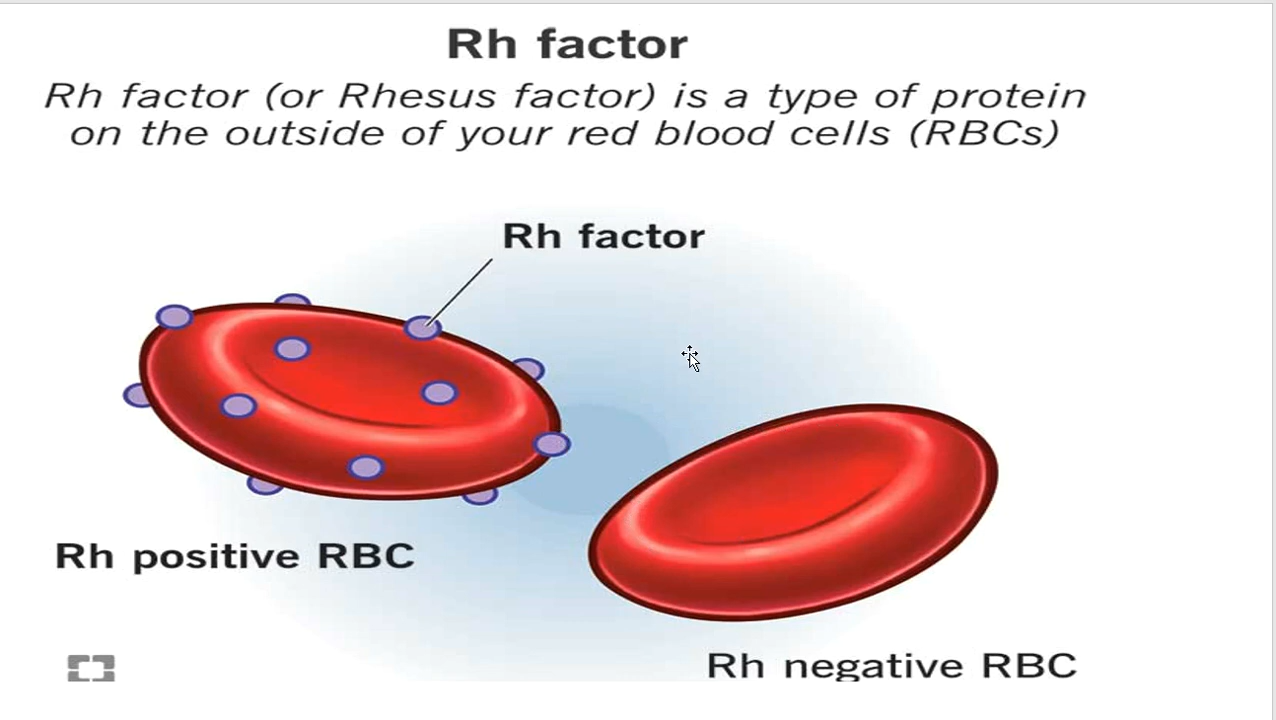 Rh factor
Rh factor (or Rhesus factor) is a type of protein
on the outside of your red blood cells (RBCs)
Rh factor
Rh positive RBC
Rh negative RBC